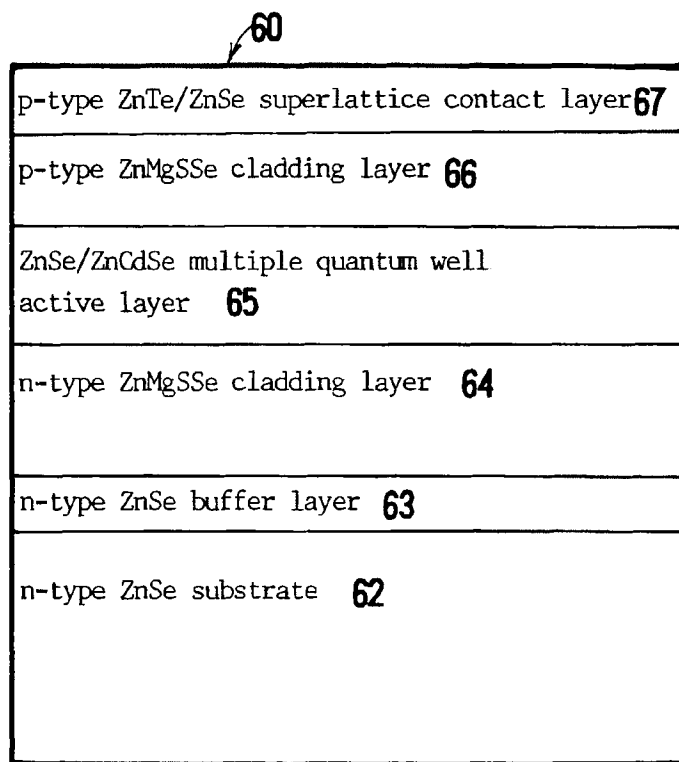 60
p-type ZnTe/ZnSe superlattice contact layer 67
p-type ZnMgSSe cladding layer 66
ZnSe/ZnCdSe multiple quantum well
active layer 65
n-type ZnMgSSe cladding layer 64
n-type ZnSe buffer layer 63
n-type ZnSe substrate 62